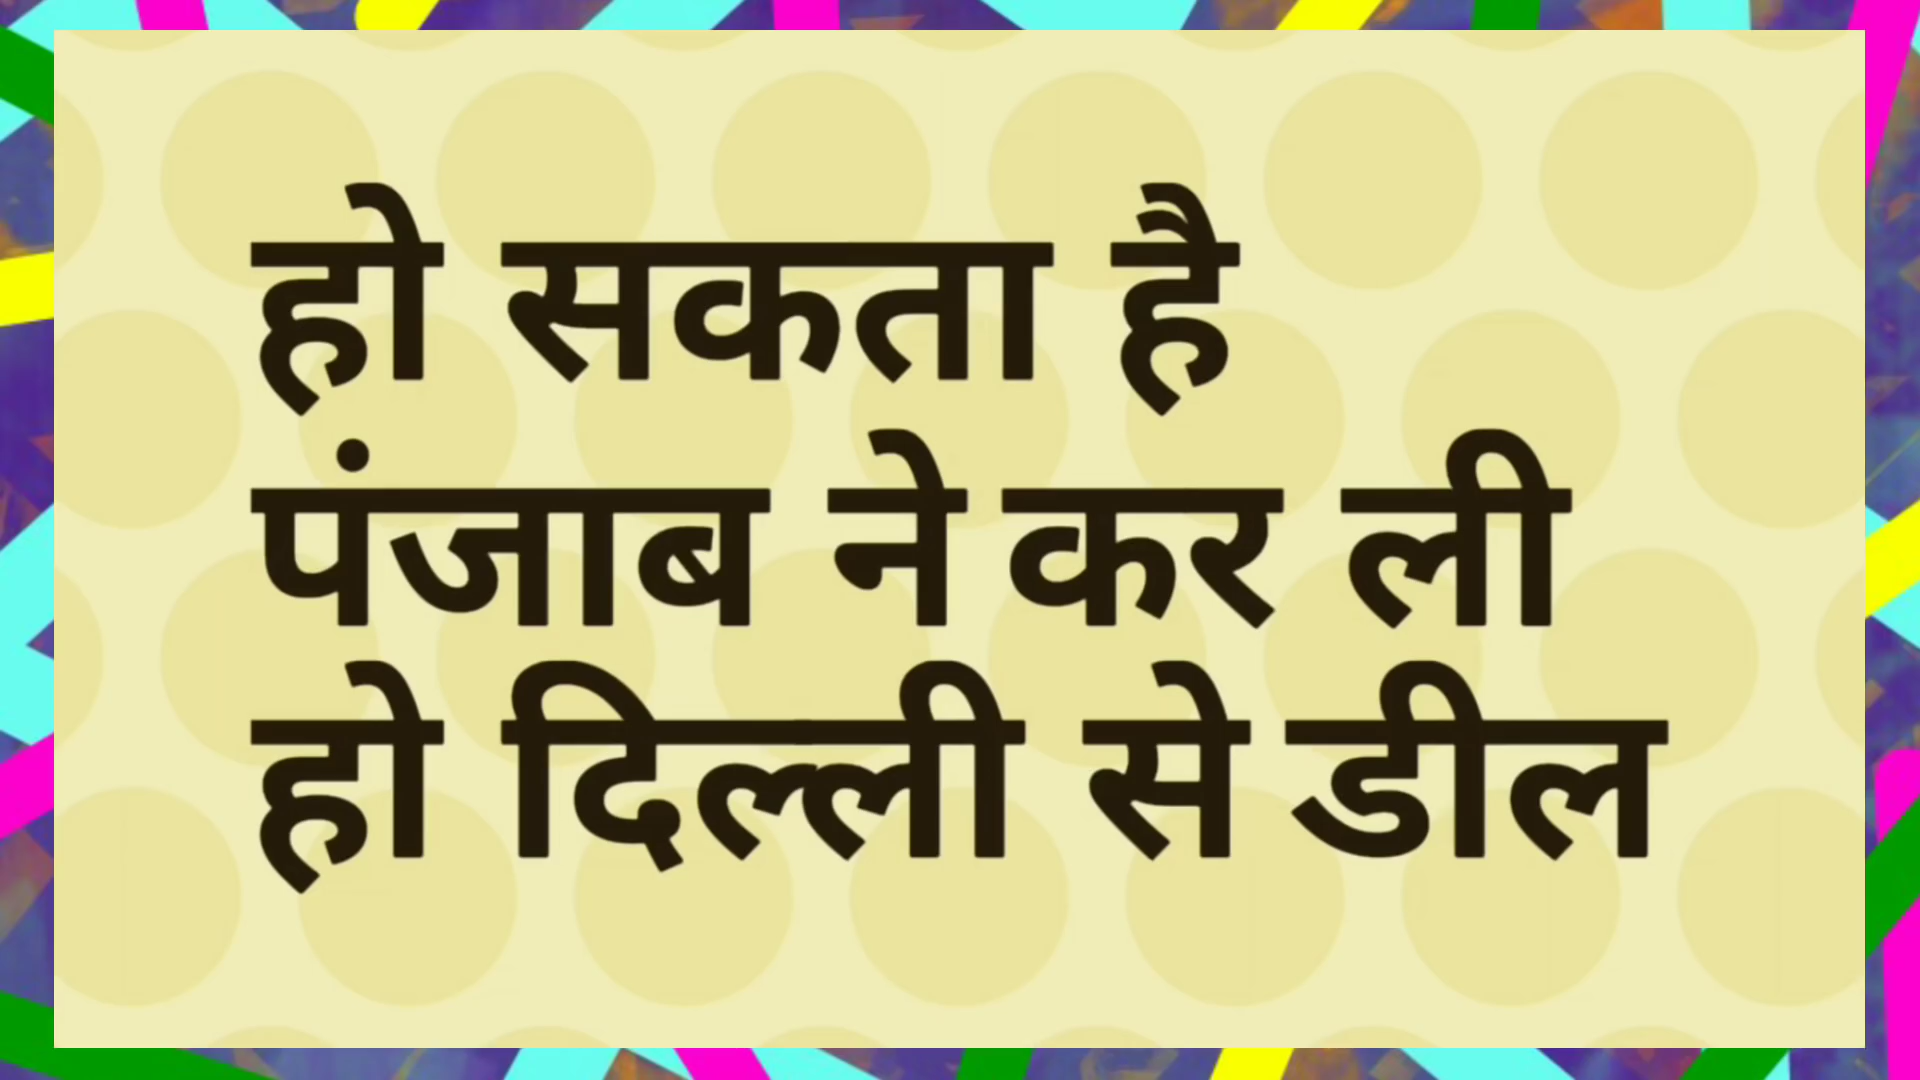 हो सकता है
पंजाब ने कर ली
हो दिल्ली से डील